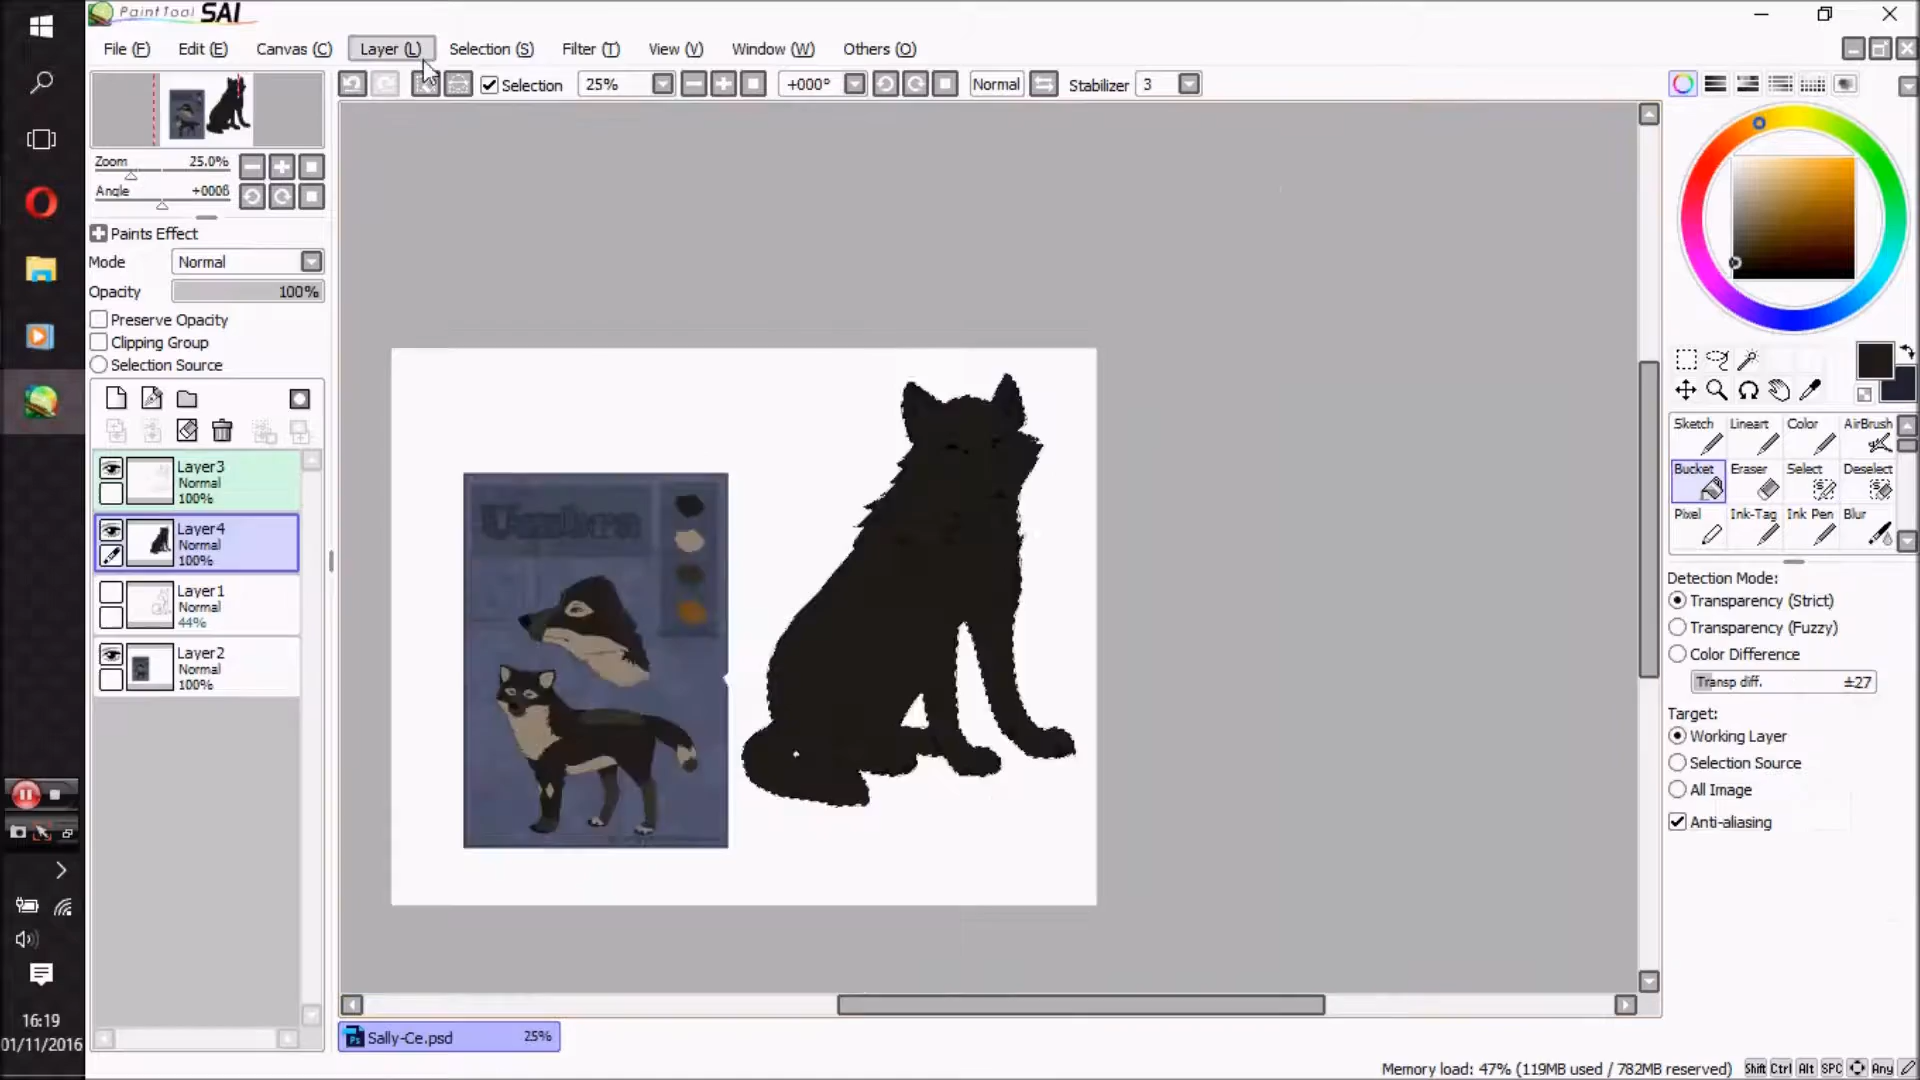 PaintTool SAI
File (F) Edit (E) Canvas (C) Layer (L) Selection (S) Filter (T) View (V) Window (W) Others (O)
Selection 25% +000° Normal Stabilizer 3
Zoom 25.0%
Angle +000ß
Paints Effect
Mode Normal
Opacity 100%
Preserve Opacity
Clipping Group
Selection Source
Layer3
Normal
100%
Layer4
Normal
100%
Layer1
Normal
44%
Layer2
Normal
100%
Umbra
Sketch Lineart Color AirBrush
Bucket Eraser Select Deselect
Pixel Ink-Tag Ink Pen Blur
Detection Mode:
Transparency (Strict)
Transparency (Fuzzy)
Color Difference
Transp diff. ±27
Target:
Working Layer
Selection Source
All Image
Anti-aliasing
16:19
01/11/2016
Sally-Ce.psd 25%
Memory load: 47% (119MB used / 782MB reserved) Shift Ctrl Alt SPC Any